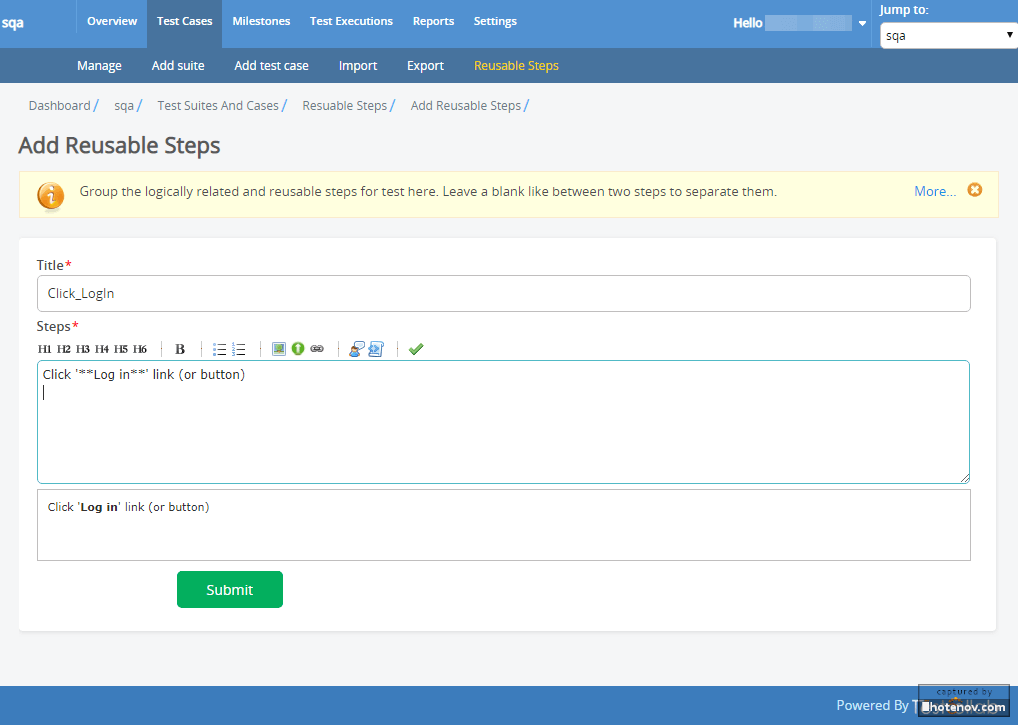 sqa
Overview
Test Cases
Milestones
Test Executions
Reports
Settings
Hello
Jump to:
sqa
Manage
Add suite
Add test case
Import
Export
Reusable Steps
Dashboard / sqa / Test Suites And Cases / Resuable Steps / Add Reusable Steps /
Add Reusable Steps
Group the logically related and reusable steps for test here. Leave a blank like between two steps to separate them.
More...
Title*
Click_LogIn
Steps*
H1 H2 H3 H4 H5 H6 B
Click '**Log in**' link (or button)
Click 'Log in' link (or button)
Submit
Powered By
captured by
hotenov.com